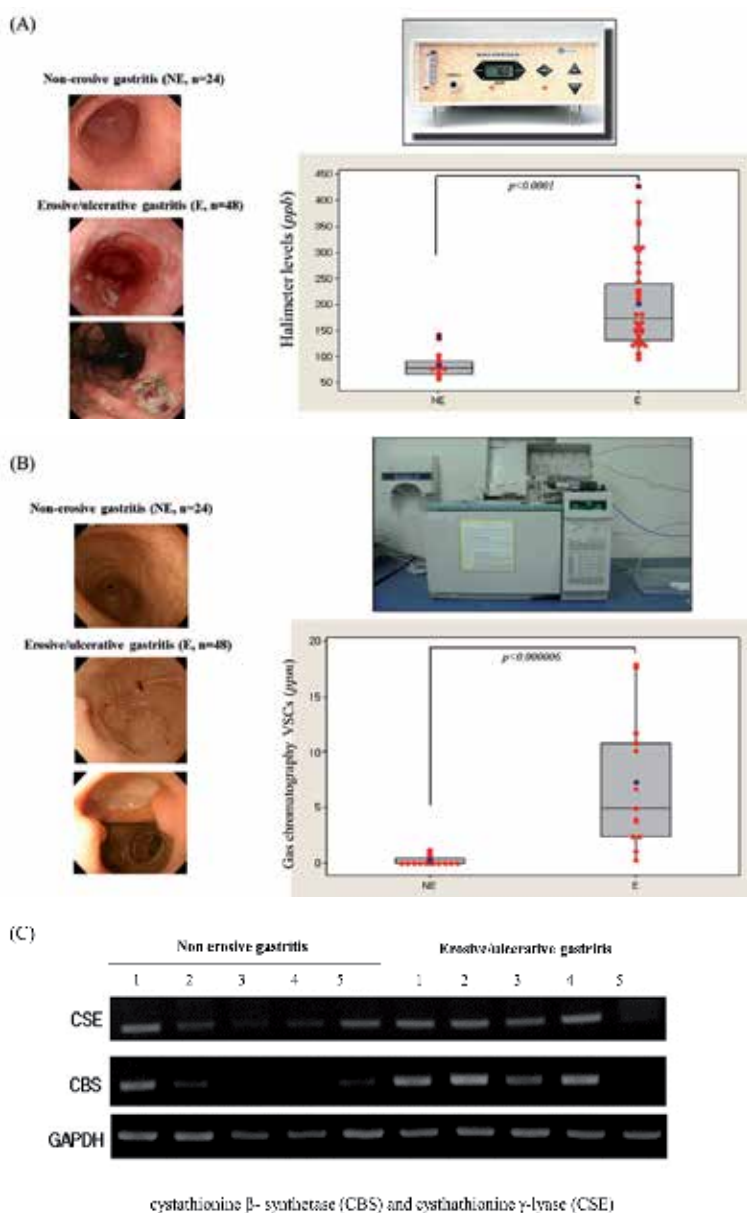 (A)
Non-erosive gastritis (NE, n=24)
Erosive/ulcerative gastritis (E, n=48)
Halimeter levels (ppb)
450
400
350
300
250
200
150
100
50
p<0.0001
NE
E
(B)
Non-erosive gastritis (NE, n=24)
Erosive/ulcerative gastritis (E, n=48)
Gas chromatography VSCs (ppm)
20
15
10
5
0
p<0.000006
NE
E
(C)
Non erosive gastritis
Erosive/ulcerative gastritis
1 2 3 4 5 1 2 3 4 5
CSE
CBS
GAPDH
cystathionine β- synthetase (CBS) and cysthathionine γ-lyase (CSE)